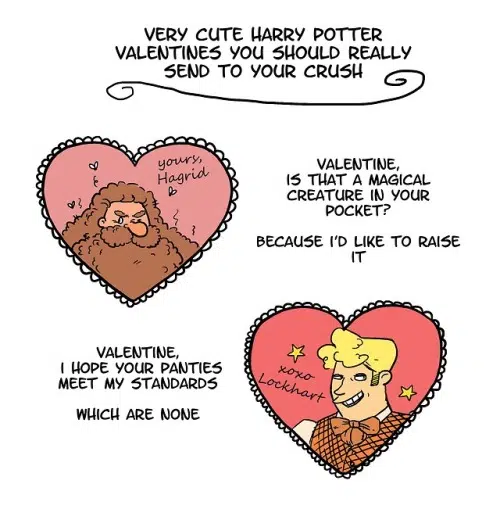 VERY CUTE HARRY POTTER
VALENTINES YOU SHOULD REALLY
SEND TO YOUR CRUSH
yours,
Hagrid
VALENTINE,
IS THAT A MAGICAL
CREATURE IN YOUR
POCKET?
BECAUSE I'D LIKE TO RAISE
IT
VALENTINE,
I HOPE YOUR PANTIES
MEET MY STANDARDS
WHICH ARE NONE
xoxo
Lockhart